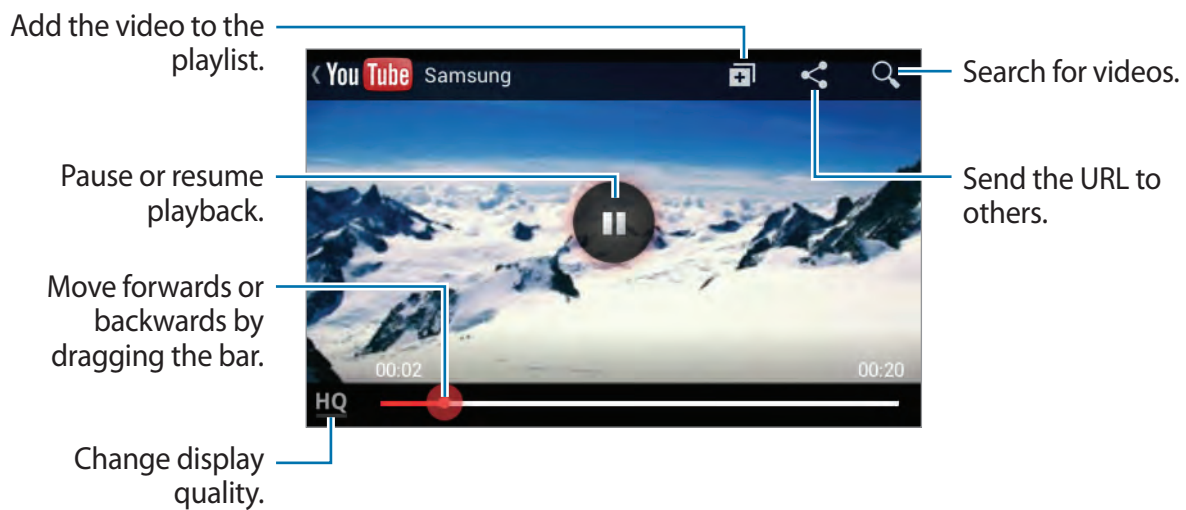 Add the video to the
playlist.
‹ You Tube Samsung
Search for videos.
Pause or resume
playback.
Send the URL to
others.
Move forwards or
backwards by
dragging the bar.
00:02
00:20
HQ
Change display
quality.